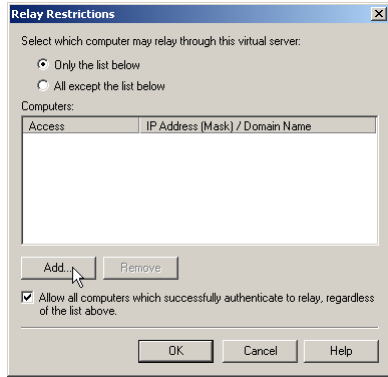 Relay Restrictions
Select which computer may relay through this virtual server:
Only the list below
All except the list below
Computers:
Access IP Address (Mask) / Domain Name
Add... Remove
Allow all computers which successfully authenticate to relay, regardless
of the list above.
OK Cancel Help